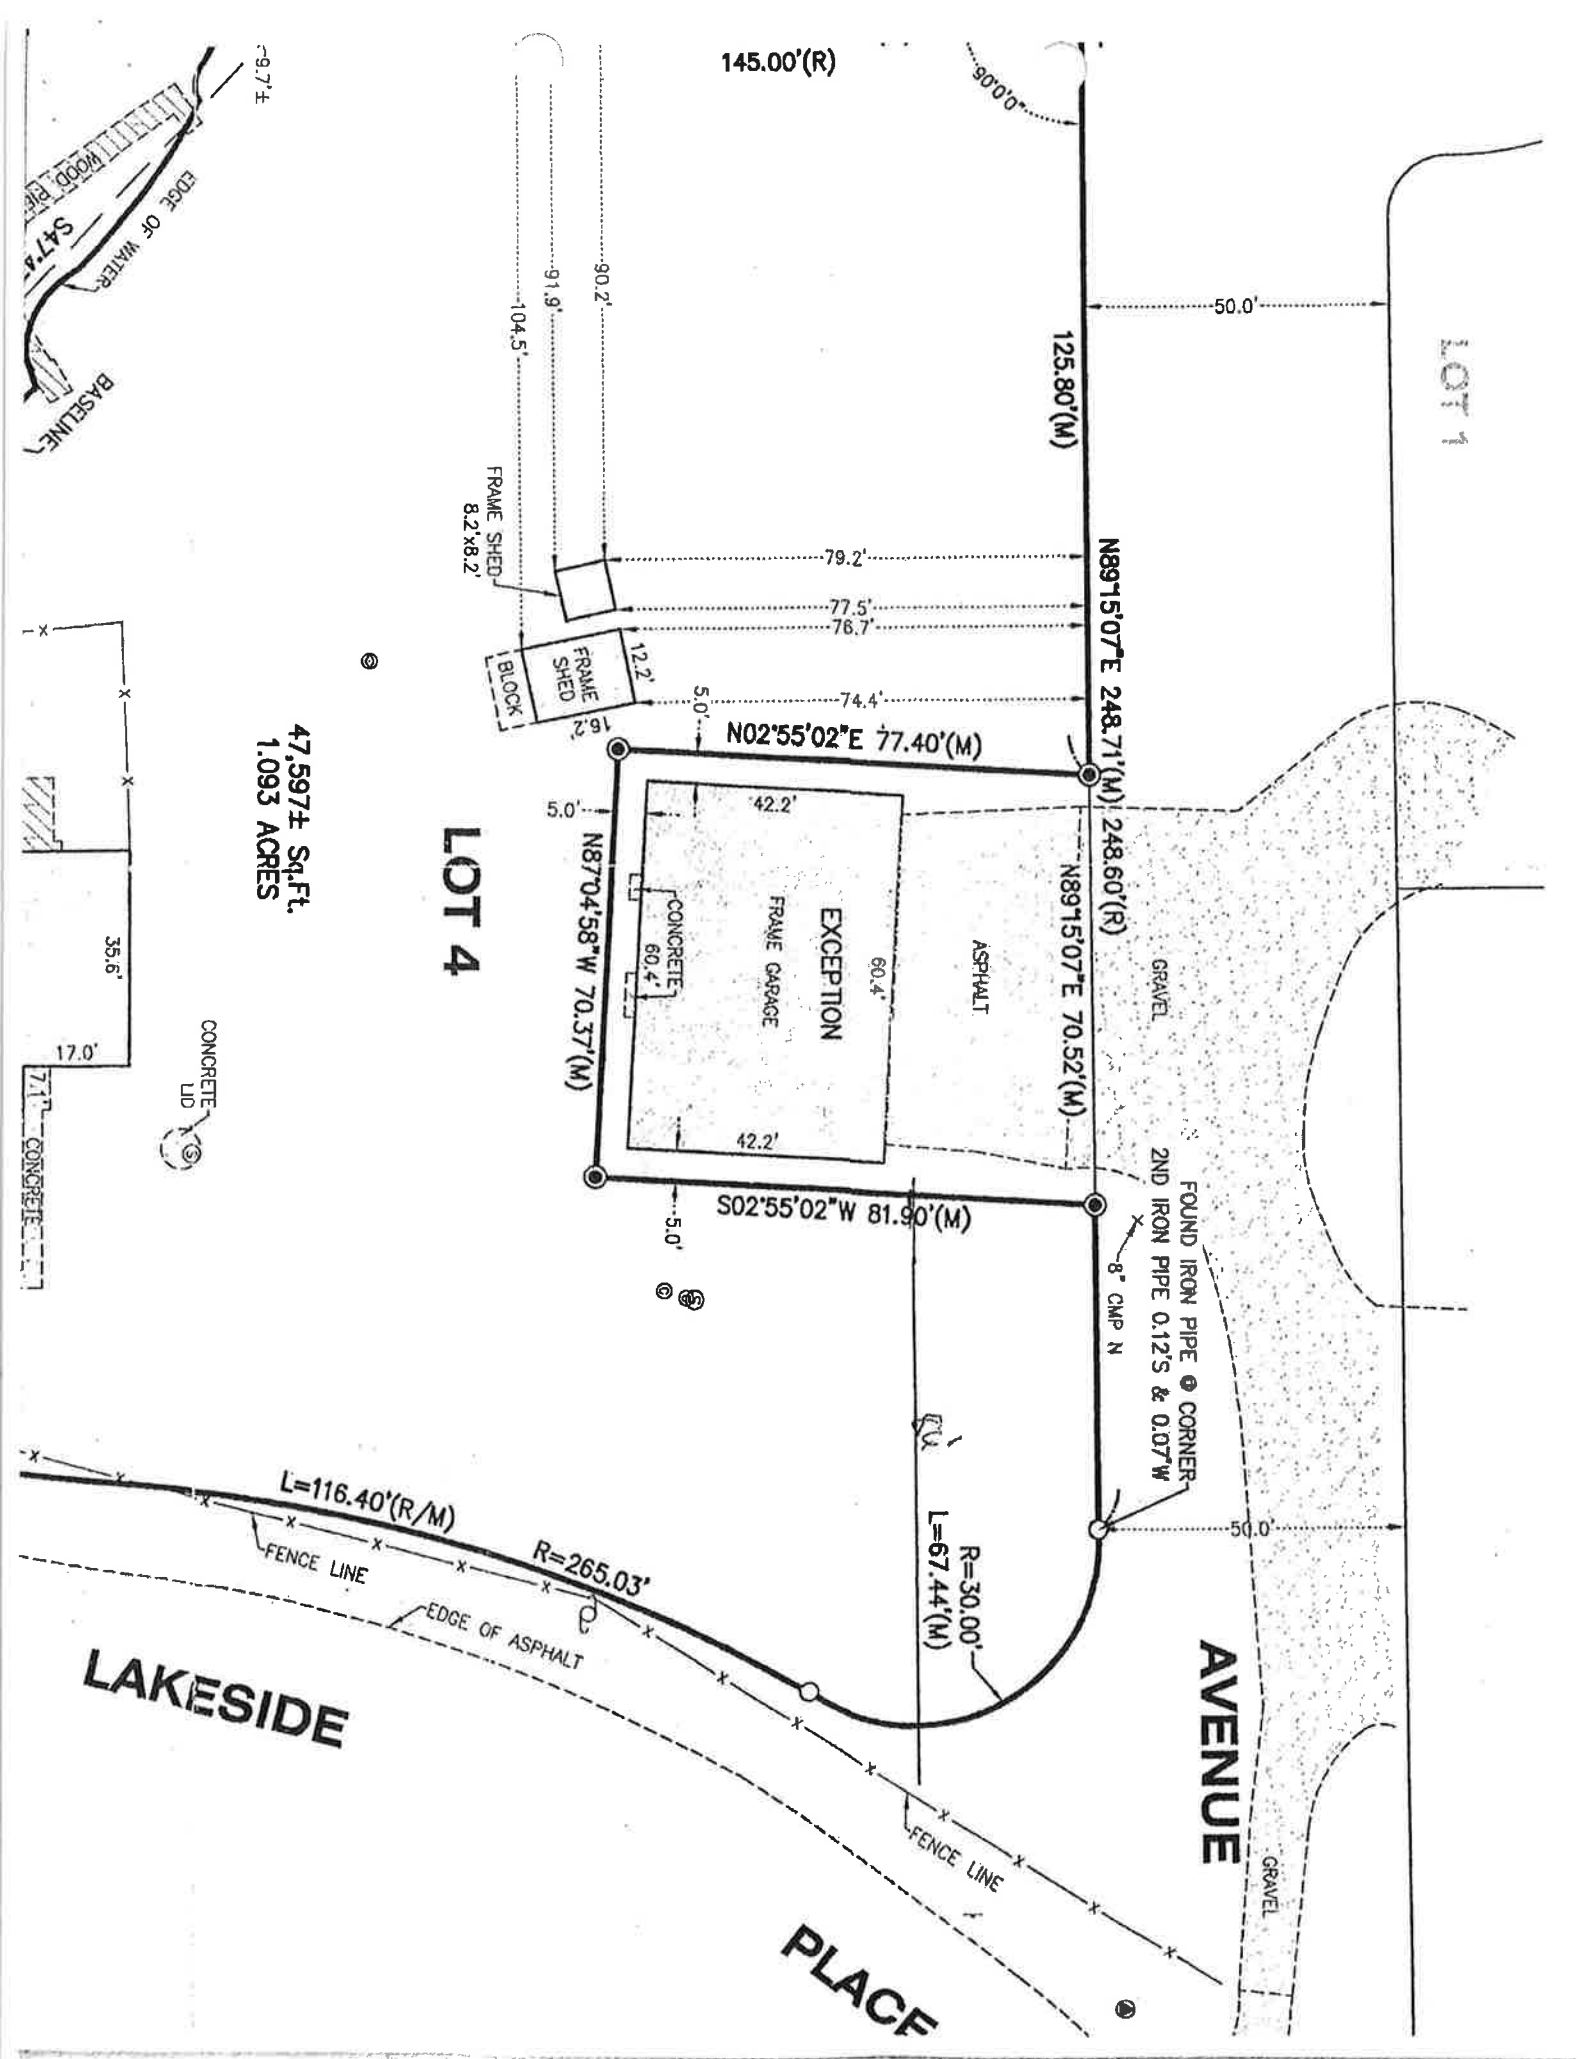 145.00'(R)
90°0'0"
~9.7'±
EDGE OF WATER
BASELINE
90.2'
91.9'
104.5'
50.0'
LOT 1
125.80'(M)
N89°15'07"E 248.71'(M) 248.60'(R)
FRAME SHED
8.2'x8.2'
79.2'
77.5'
76.7'
74.4'
12.2'
16.2'
FRAME
SHED
BLOCK
5.0'
N02°55'02"E 77.40'(M)
5.0'
42.2'
N87°04'58"W 70.37'(M)
CONCRETE
60.4'
EXCEPTION
FRAME GARAGE
60.4'
ASPHALT
N89°15'07"E 70.52'(M)
GRAVEL
42.2'
S02°55'02"W 81.90'(M)
5.0'
LOT 4
47,597± Sq.Ft.
1.093 ACRES
35.6'
17.0'
7.1'
CONCRETE
CONCRETE
LID
S
FOUND IRON PIPE @ CORNER
2ND IRON PIPE 0.12'S & 0.07'W
8" CMP N
50.0'
R=30.00'
L=67.44'(M)
L=116.40'(R/M)
R=265.03'
FENCE LINE
EDGE OF ASPHALT
FENCE LINE
GRAVEL
AVENUE
LAKESIDE
PLACE